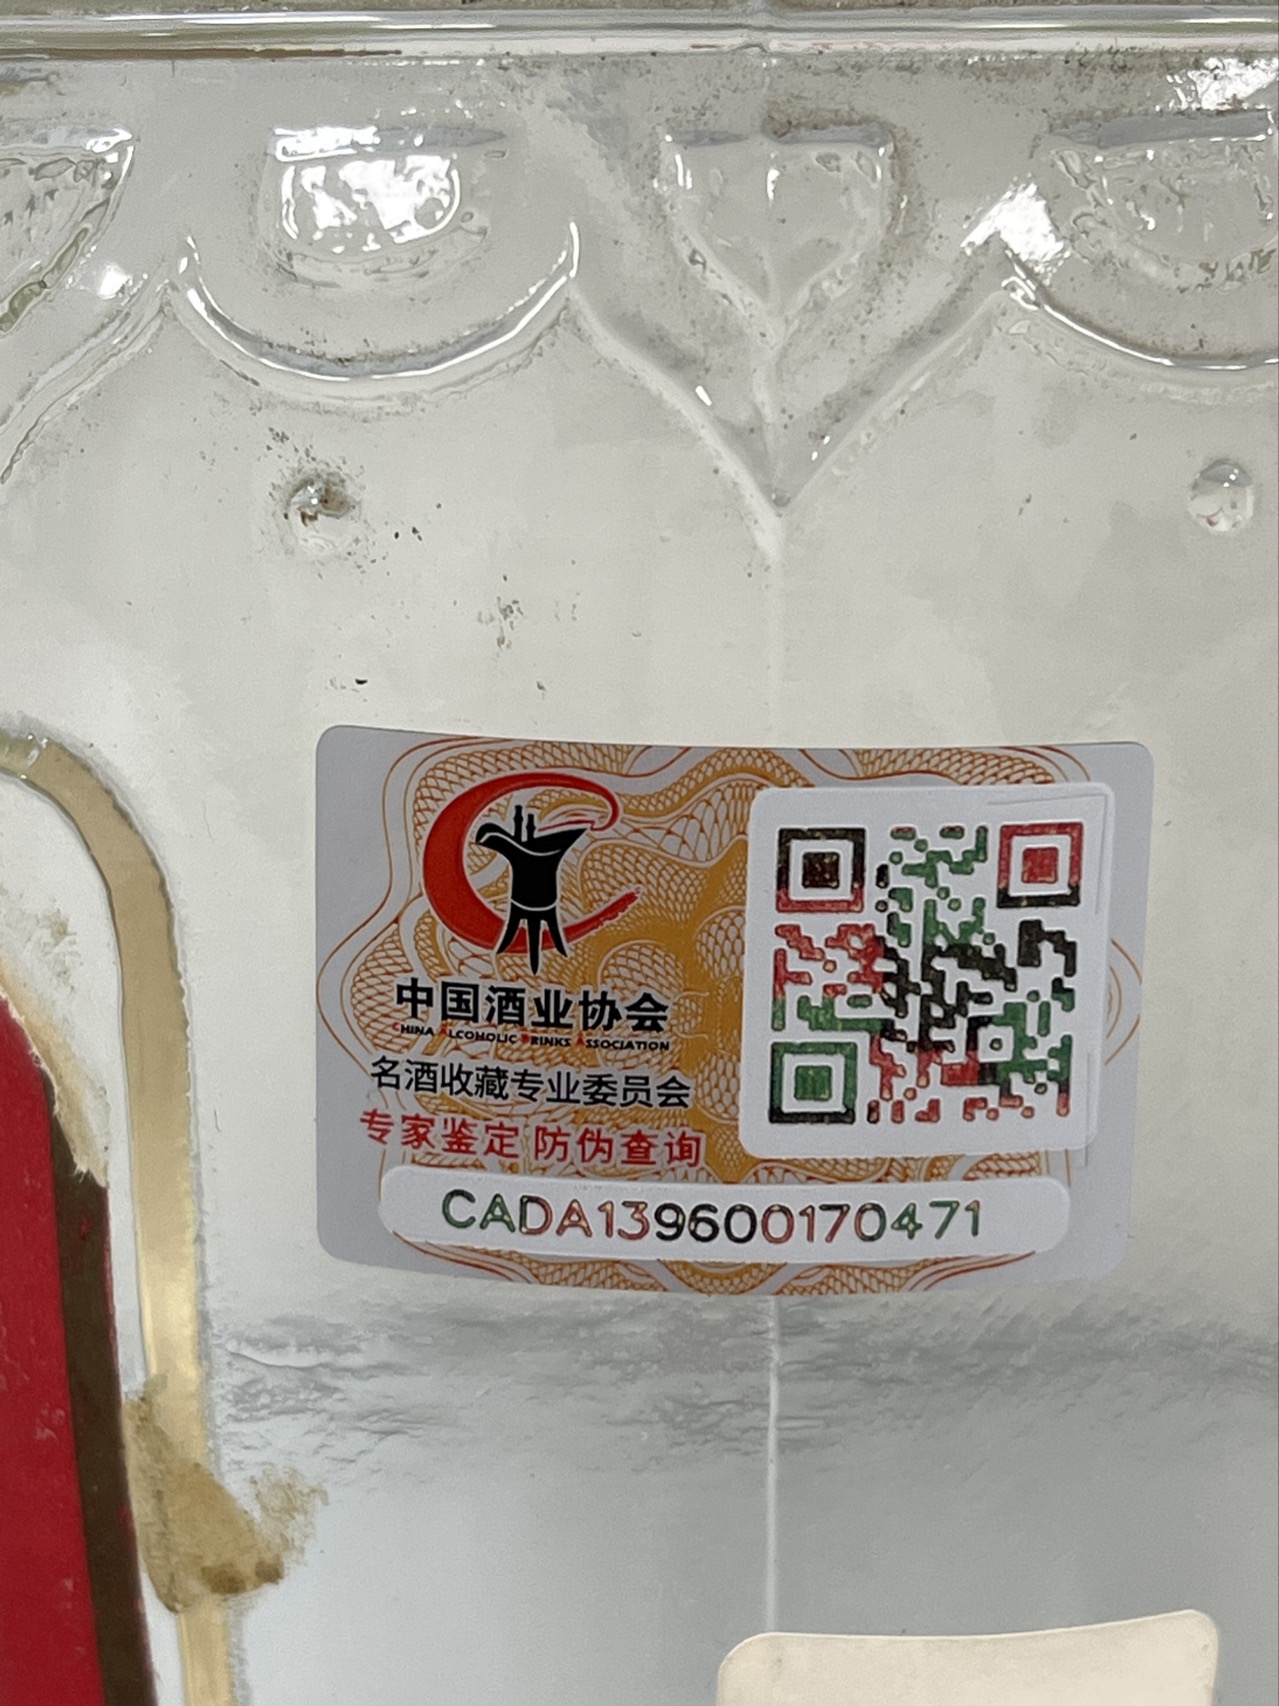 中国酒业协会
CHINA ALCOHOLIC DRINKS ASSOCIATION
名酒收藏专业委员会
专家鉴定 防伪查询
CADA139600170471